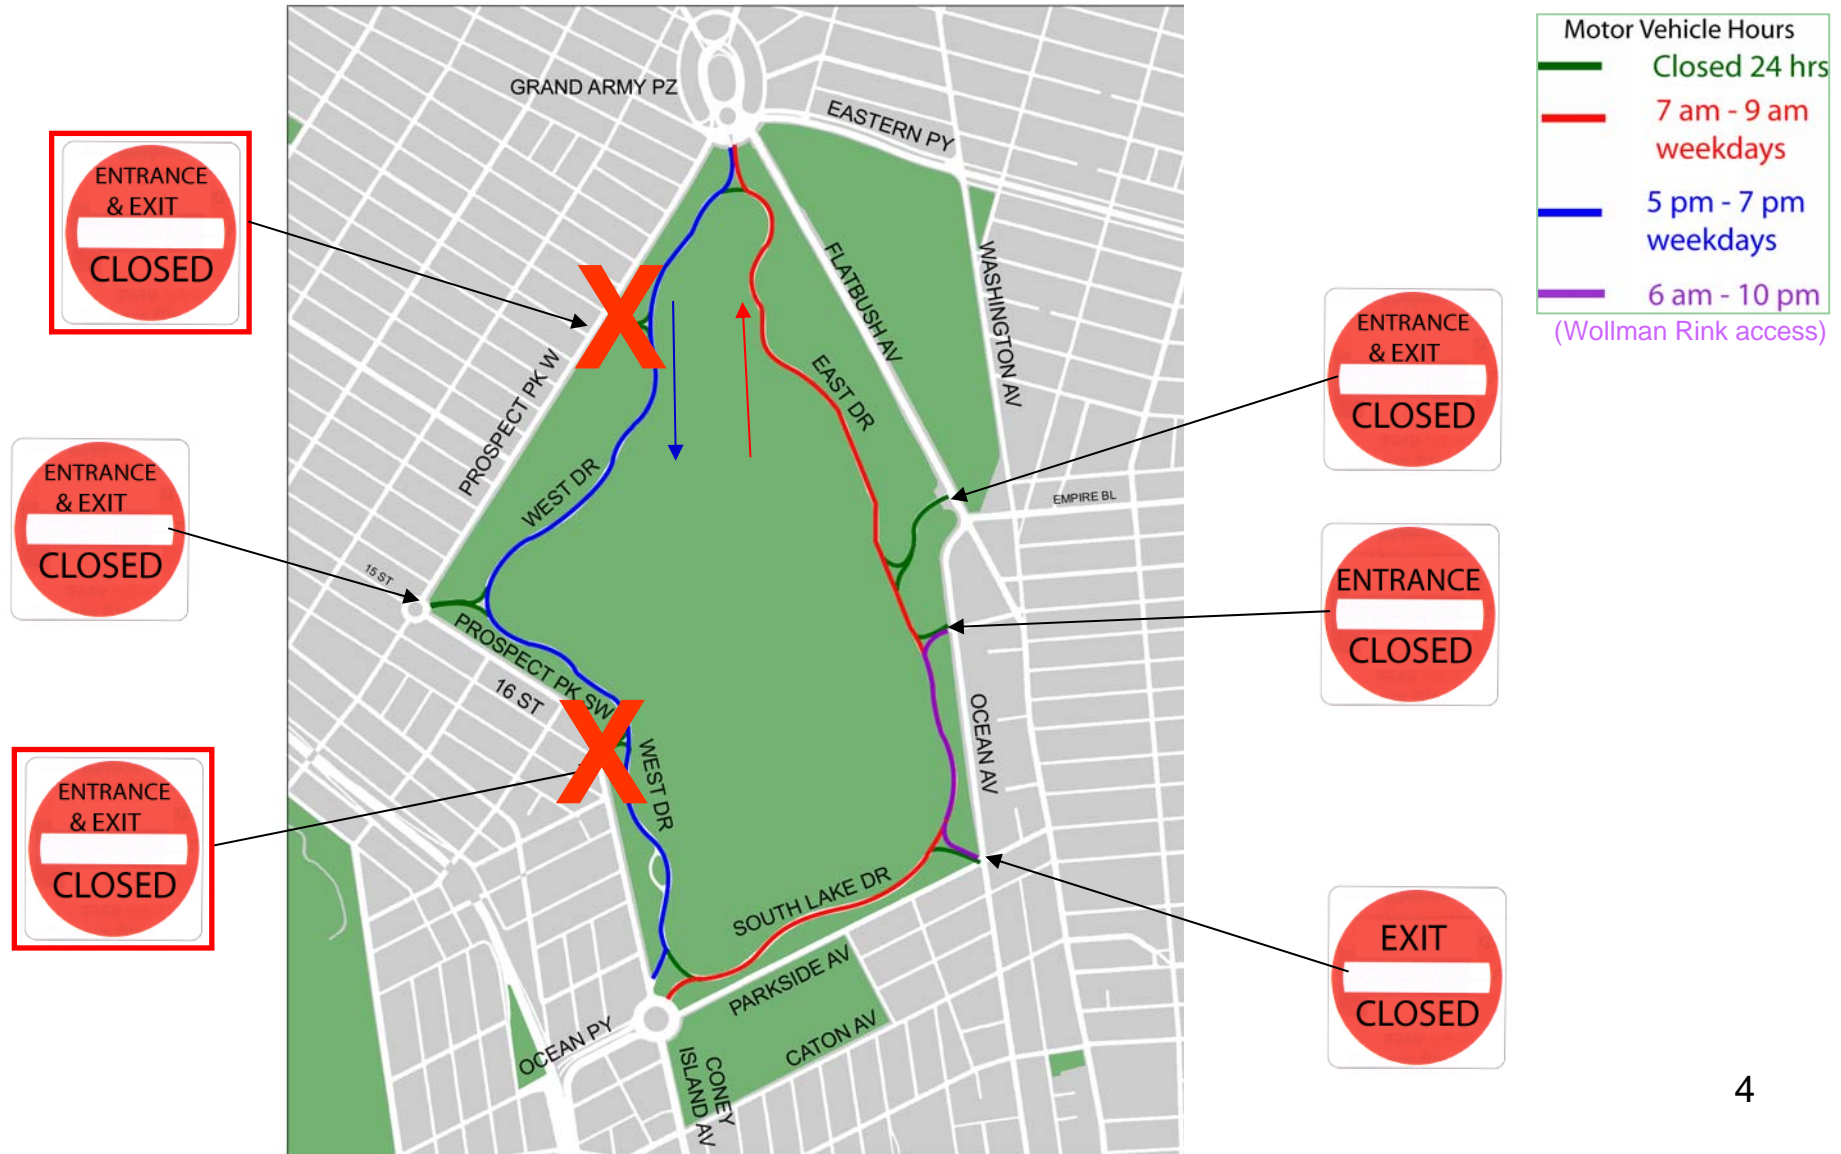 Motor Vehicle Hours
Closed 24 hrs
7 am - 9 am
weekdays
5 pm - 7 pm
weekdays
6 am - 10 pm
(Wollman Rink access)
GRAND ARMY PZ
EASTERN PY
ENTRANCE
& EXIT
CLOSED
FLATBUSH AV
WASHINGTON AV
PROSPECT PK W
EAST DR
ENTRANCE
& EXIT
CLOSED
WEST DR
ENTRANCE
& EXIT
CLOSED
EMPIRE BL
15 ST
PROSPECT PK SW
16 ST
ENTRANCE
CLOSED
OCEAN AV
WEST DR
X
X
ENTRANCE
& EXIT
CLOSED
SOUTH LAKE DR
PARKSIDE AV
EXIT
CLOSED
OCEAN PY
CATON AV
CONEY
ISLAND AV
4